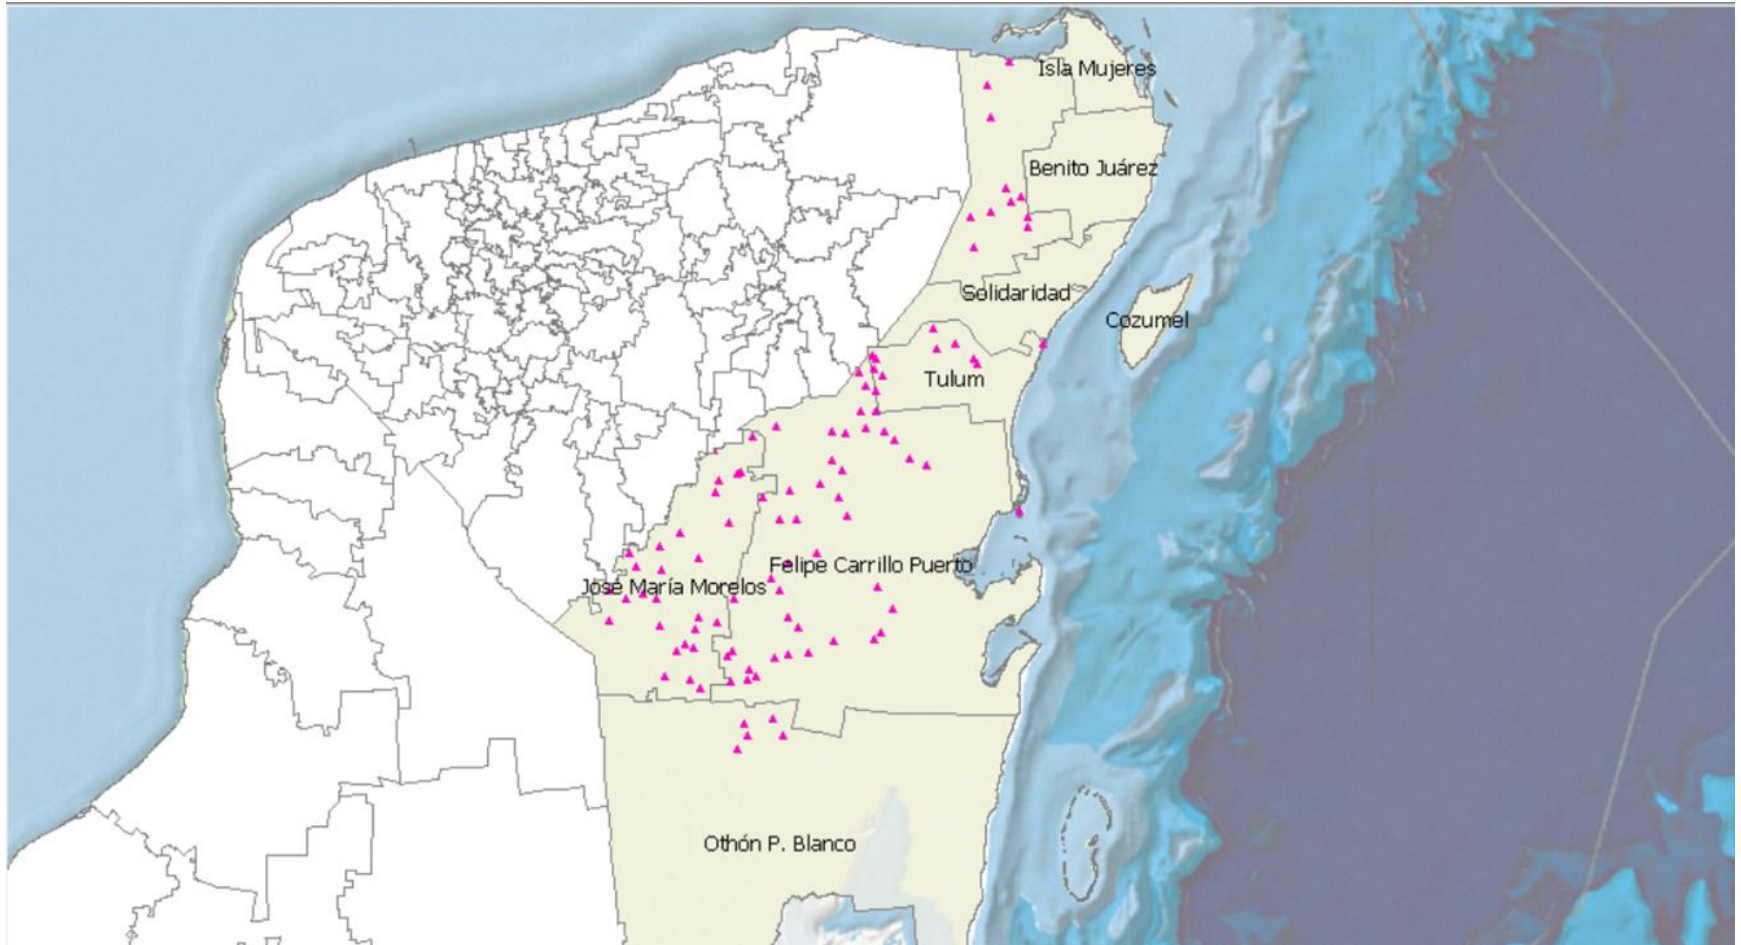 Isla Mujeres
Benito Juárez
Solidaridad
Cozumel
Tulum
Felipe Carrillo Puerto
José María Morelos
Othón P. Blanco